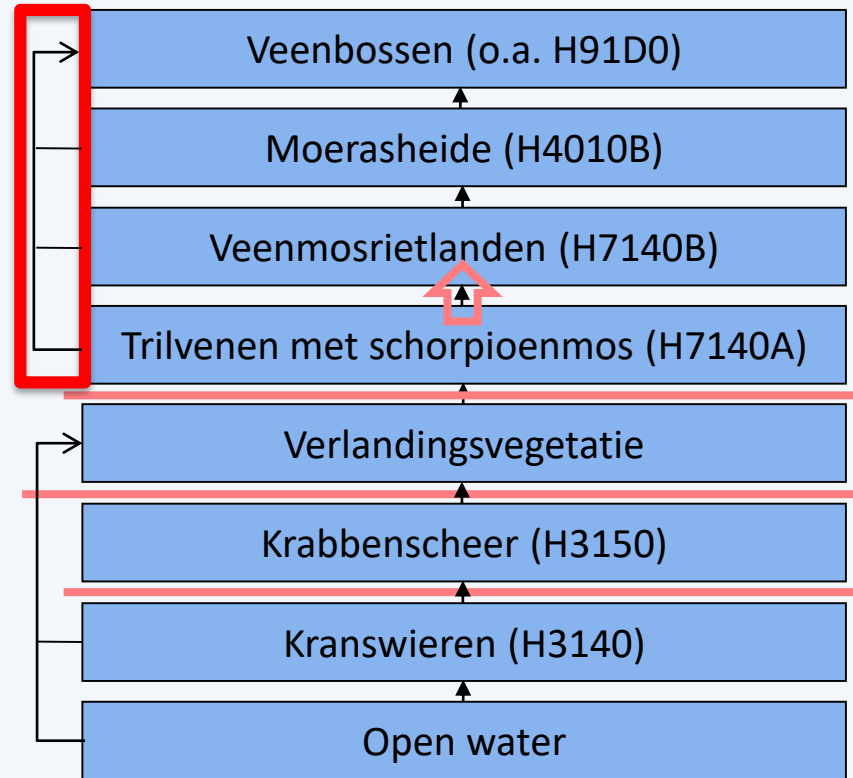 Veenbossen (o.a. H91D0)
Moerasheide (H4010B)
Veenmosrietlanden (H7140B)
Trilvenen met schorpioenmos (H7140A)
Verlandingsvegetatie
Krabbenscheer (H3150)
Kranswieren (H3140)
Open water